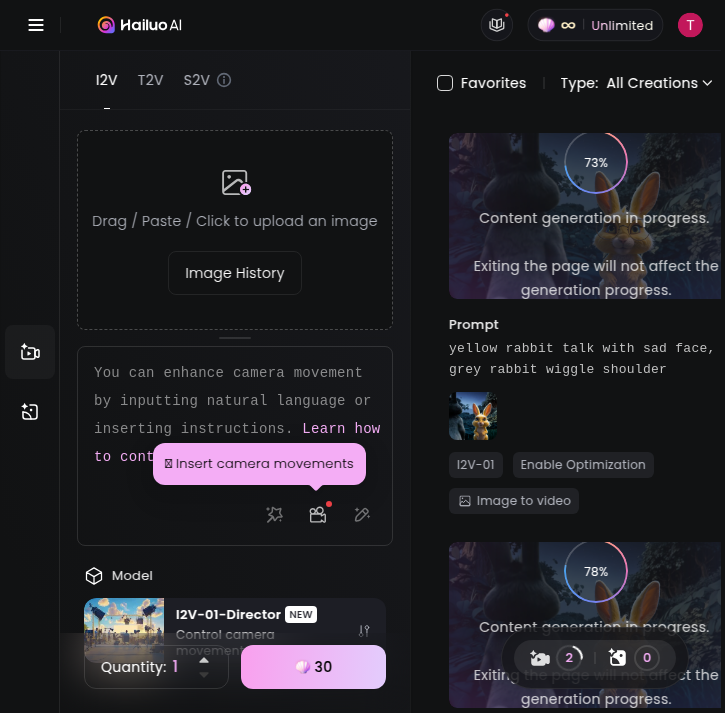 Hailuo AI
∞ Unlimited
T
I2V T2V S2V
Favorites
Type: All Creations
Drag / Paste / Click to upload an image
Image History
You can enhance camera movement
by inputting natural language or
inserting instructions. Learn how
to cont
Insert camera movements
Model
I2V-01-Director NEW
Control camera
movement
Quantity: 1
30
73%
Content generation in progress.
Exiting the page will not affect the
generation progress.
Prompt
yellow rabbit talk with sad face,
grey rabbit wiggle shoulder
I2V-01
Enable Optimization
Image to video
78%
Content generation in progress.
2
0
Exiting the page will not affect the
generation progress.